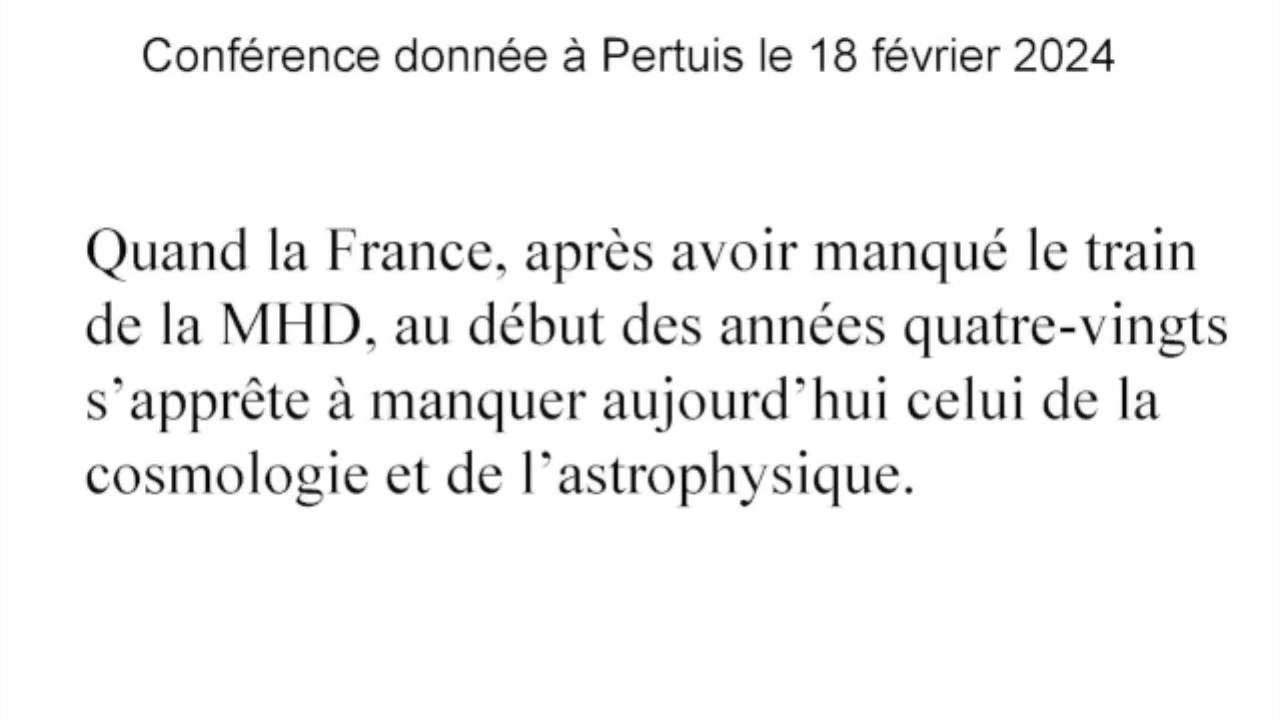 Conférence donnée à Pertuis le 18 février 2024
Quand la France, après avoir manqué le train
de la MHD, au début des années quatre-vingts
s’apprête à manquer aujourd’hui celui de la
cosmologie et de l’astrophysique.